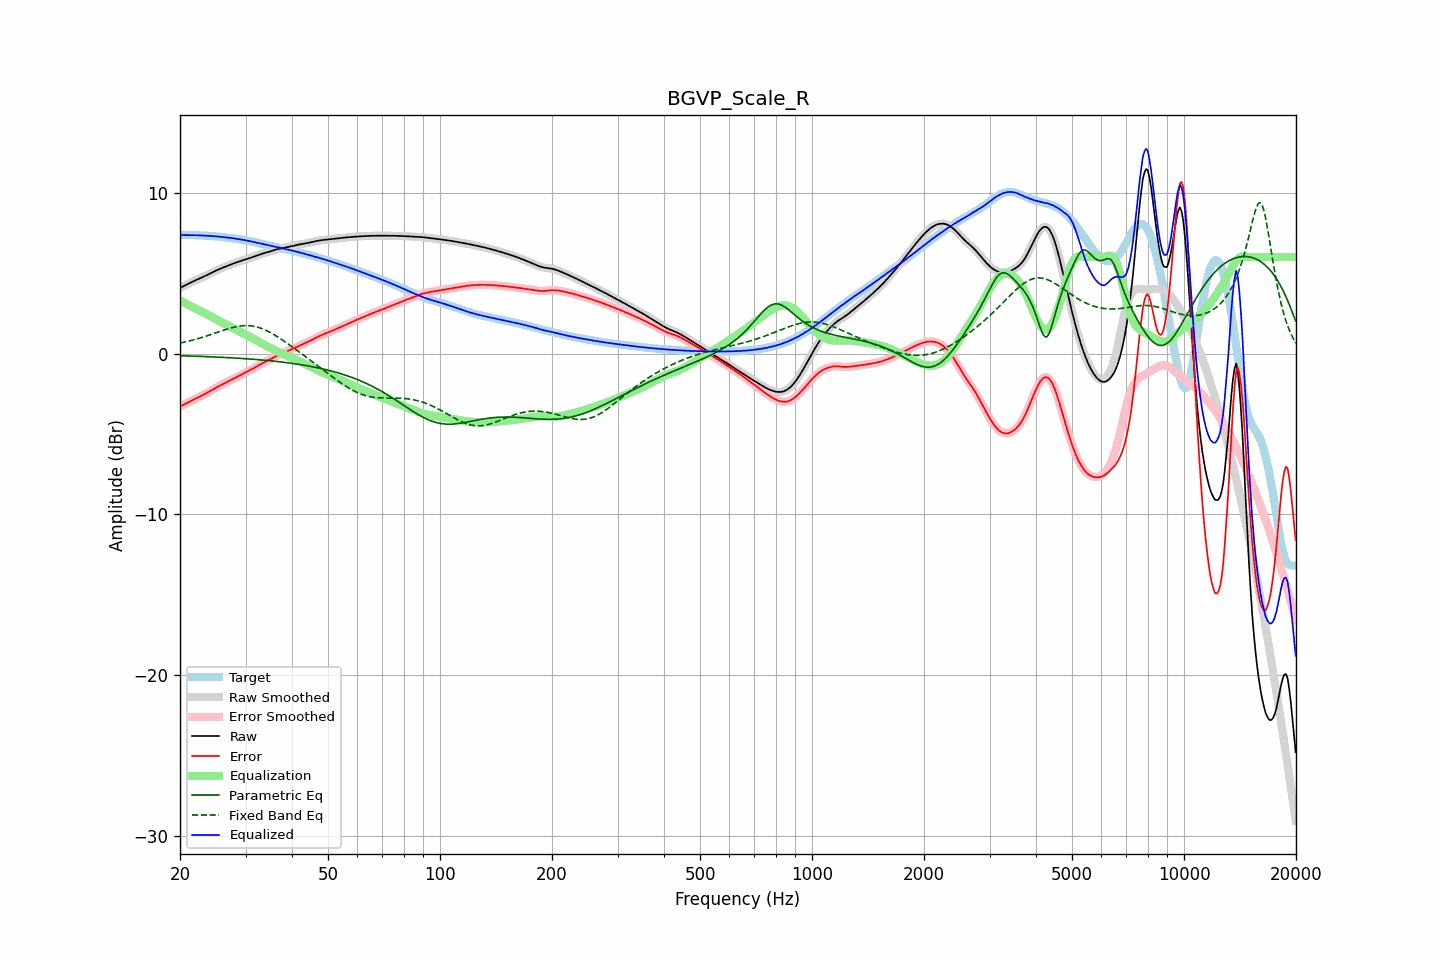 BGVP_Scale_R
Amplitude (dBr)
10
0
−10
−20
−30
Target
Raw Smoothed
Error Smoothed
Raw
Error
Equalization
Parametric Eq
Fixed Band Eq
Equalized
20 50 100 200 500 1000 2000 5000 10000 20000
Frequency (Hz)